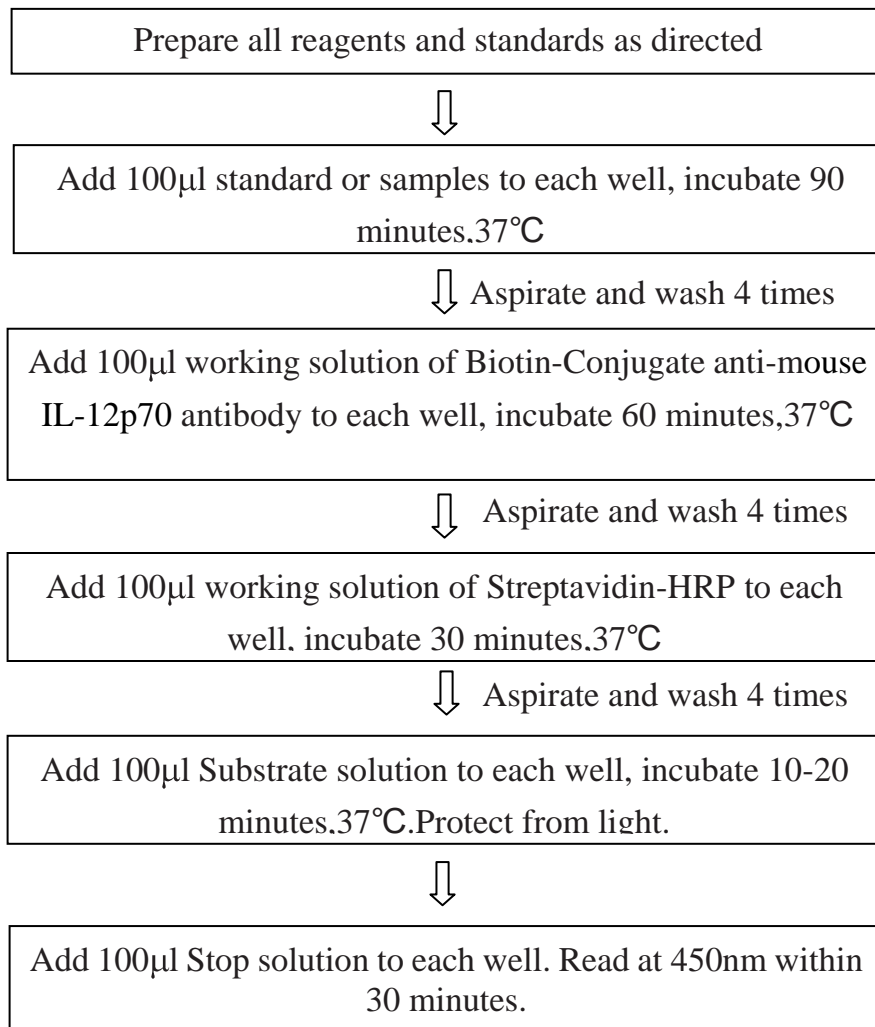 Prepare all reagents and standards as directed
Add 100μl standard or samples to each well, incubate 90
minutes,37℃
Aspirate and wash 4 times
Add 100μl working solution of Biotin-Conjugate anti-mouse
IL-12p70 antibody to each well, incubate 60 minutes,37℃
Aspirate and wash 4 times
Add 100μl working solution of Streptavidin-HRP to each
well, incubate 30 minutes,37℃
Aspirate and wash 4 times
Add 100μl Substrate solution to each well, incubate 10-20
minutes,37℃.Protect from light.
Add 100μl Stop solution to each well. Read at 450nm within
30 minutes.